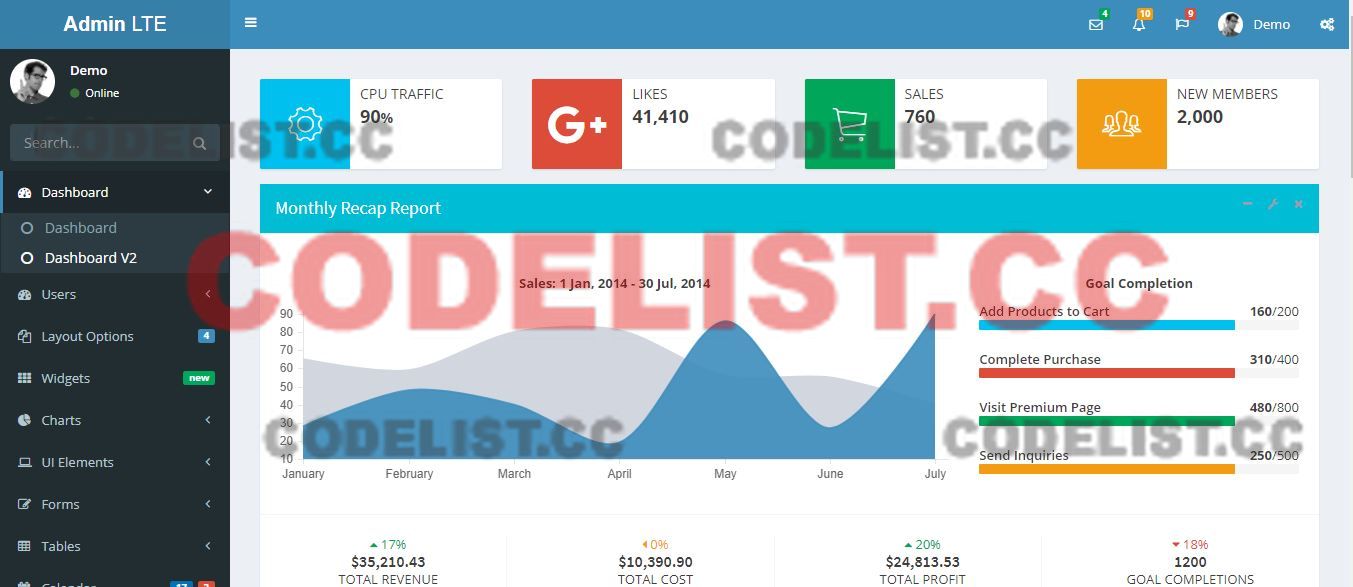 Admin LTE
4
10
9
Demo
Demo
Online
Search...
Dashboard
Dashboard
Dashboard V2
Users
Layout Options
4
Widgets
new
Charts
UI Elements
Forms
Tables
CPU TRAFFIC
90%
LIKES
41,410
SALES
760
NEW MEMBERS
2,000
G+
CODELIST.CC
CODELIST.CC
Monthly Recap Report
CODELIST.CC
Sales: 1 Jan, 2014 - 30 Jul, 2014
90
80
70
60
50
40
30
20
10
January February March April May June July
Goal Completion
Add Products to Cart 160/200
Complete Purchase 310/400
Visit Premium Page 480/800
Send Inquiries 250/500
CODELIST.CC
CODELIST.CC
17%
$35,210.43
TOTAL REVENUE
0%
$10,390.90
TOTAL COST
20%
$24,813.53
TOTAL PROFIT
18%
1200
GOAL COMPLETIONS